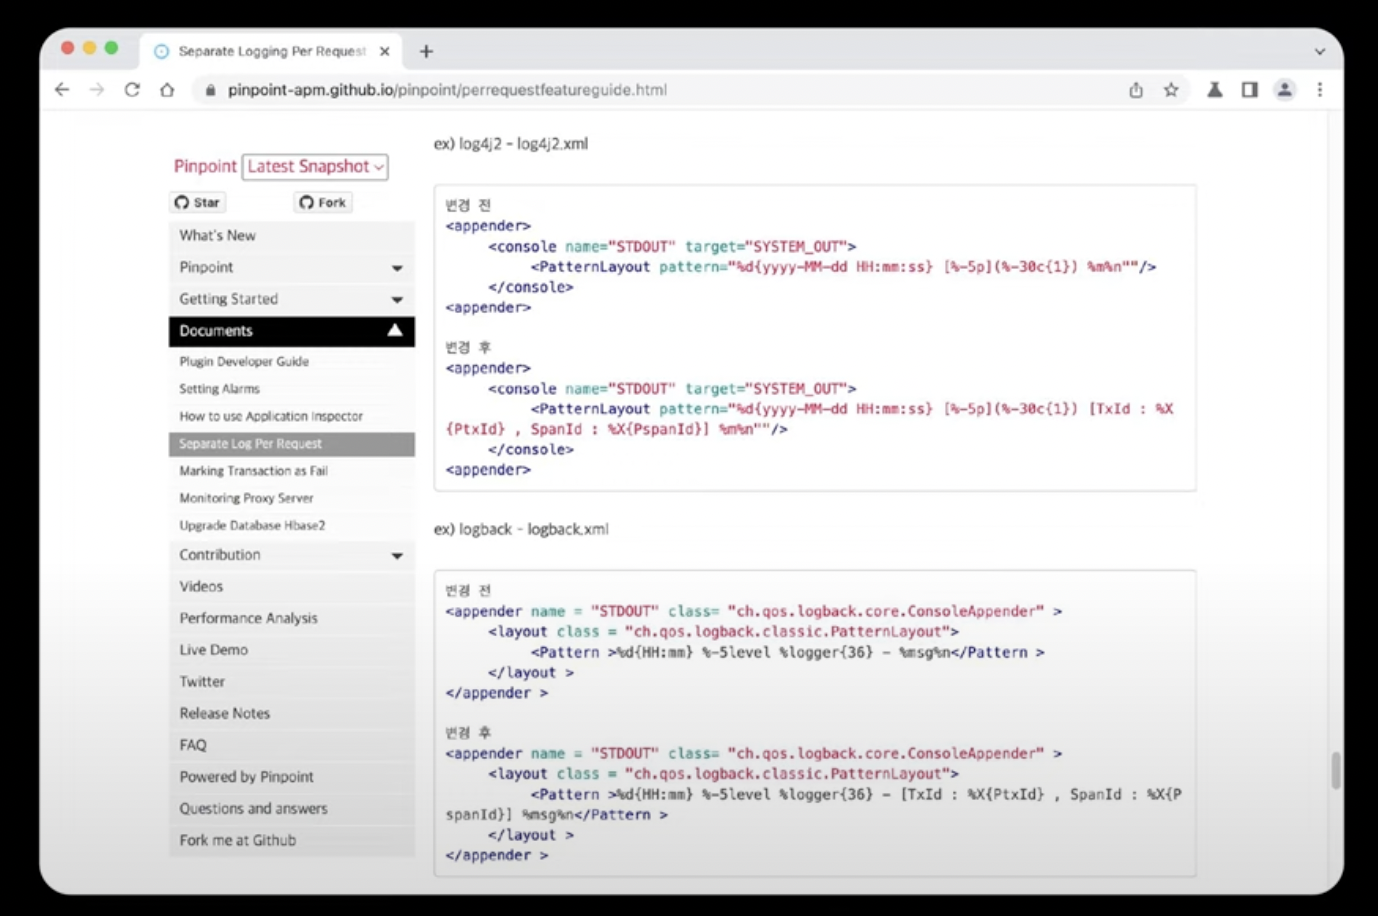 Separate Logging Per Request
pinpoint-apm.github.io/pinpoint/perrequestfeatureguide.html
Pinpoint Latest Snapshot
Star
Fork
What's New
Pinpoint
Getting Started
Documents
Plugin Developer Guide
Setting Alarms
How to use Application Inspector
Separate Log Per Request
Marking Transaction as Fail
Monitoring Proxy Server
Upgrade Database Hbase2
Contribution
Videos
Performance Analysis
Live Demo
Twitter
Release Notes
FAQ
Powered by Pinpoint
Questions and answers
Fork me at Github
ex) log4j2 - log4j2.xml
변경 전
<appender>
<console name="STDOUT" target="SYSTEM_OUT">
<PatternLayout pattern="%d{yyyy-MM-dd HH:mm:ss} [%-5p](%-30c{1}) %m%n""/>
</console>
<appender>
변경 후
<appender>
<console name="STDOUT" target="SYSTEM_OUT">
<PatternLayout pattern="%d{yyyy-MM-dd HH:mm:ss} [%-5p](%-30c{1}) [TxId : %X
{PtxId} , SpanId : %X{PspanId}] %m%n""/>
</console>
<appender>
ex) logback - logback.xml
변경 전
<appender name = "STDOUT" class= "ch.qos.logback.core.ConsoleAppender" >
<layout class = "ch.qos.logback.classic.PatternLayout">
<Pattern >%d{HH:mm} %-5level %logger{36} - %msg%n</Pattern >
</layout >
</appender >
변경 후
<appender name = "STDOUT" class= "ch.qos.logback.core.ConsoleAppender" >
<layout class = "ch.qos.logback.classic.PatternLayout">
<Pattern >%d{HH:mm} %-5level %logger{36} - [TxId : %X{PtxId} , SpanId : %X{P
spanId}] %msg%n</Pattern >
</layout >
</appender >